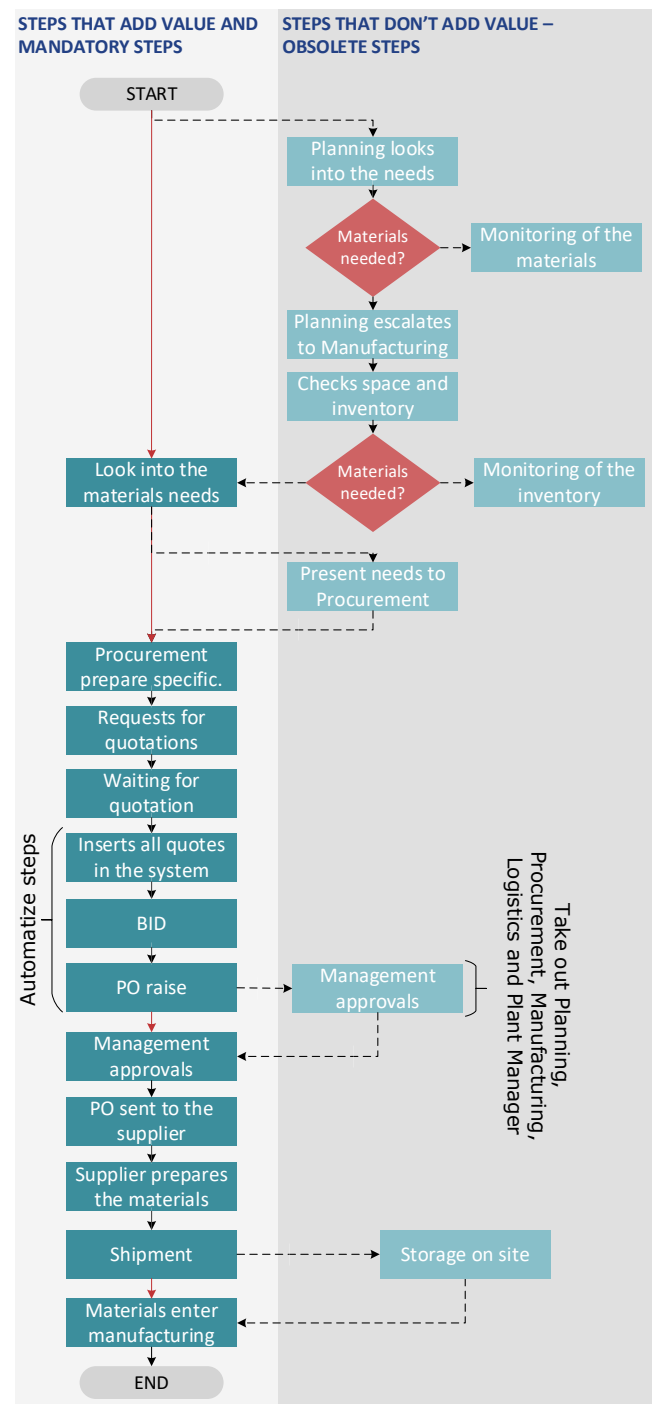 STEPS THAT ADD VALUE AND
MANDATORY STEPS
STEPS THAT DON'T ADD VALUE –
OBSOLETE STEPS
START
Planning looks
into the needs
Materials
needed?
Monitoring of the
materials
Planning escalates
to Manufacturing
Checks space and
inventory
Look into the
materials needs
Materials
needed?
Monitoring of the
inventory
Present needs to
Procurement
Procurement
prepare specific.
Requests for
quotations
Waiting for
quotation
Automatize steps
Inserts all quotes
in the system
BID
PO raise
Management
approvals
Take out Planning,
Procurement, Manufacturing,
Logistics and Plant Manager
Management
approvals
PO sent to the
supplier
Supplier prepares
the materials
Shipment
Storage on site
Materials enter
manufacturing
END